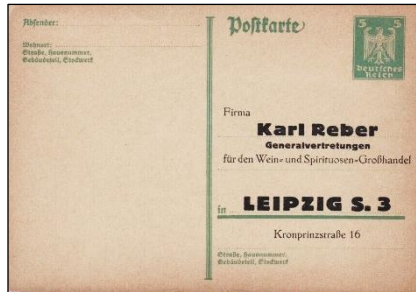 Absender:
Wohnort:
Straße, Hausnummer,
Gebäudeteil, Stockwerk
Postkarte
5 5
Deutsches
Reich
Firma
Karl Reber
Generalvertretungen
für den Wein- und Spirituosen-Großhandel
in LEIPZIG S. 3
Kronprinzstraße 16
Straße, Hausnummer,
Gebäudeteil, Stockwerk